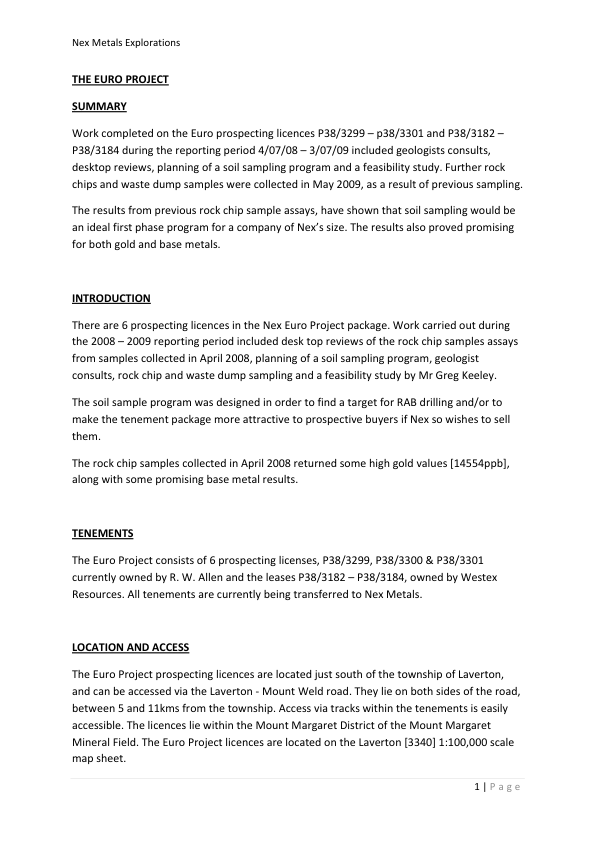 Nex Metals Explorations
THE EURO PROJECT
SUMMARY
Work completed on the Euro prospecting licences P38/3299 – p38/3301 and P38/3182 –
P38/3184 during the reporting period 4/07/08 – 3/07/09 included geologists consults,
desktop reviews, planning of a soil sampling program and a feasibility study. Further rock
chips and waste dump samples were collected in May 2009, as a result of previous sampling.
The results from previous rock chip sample assays, have shown that soil sampling would be
an ideal first phase program for a company of Nex’s size. The results also proved promising
for both gold and base metals.
INTRODUCTION
There are 6 prospecting licences in the Nex Euro Project package. Work carried out during
the 2008 – 2009 reporting period included desk top reviews of the rock chip samples assays
from samples collected in April 2008, planning of a soil sampling program, geologist
consults, rock chip and waste dump sampling and a feasibility study by Mr Greg Keeley.
The soil sample program was designed in order to find a target for RAB drilling and/or to
make the tenement package more attractive to prospective buyers if Nex so wishes to sell
them.
The rock chip samples collected in April 2008 returned some high gold values [14554ppb],
along with some promising base metal results.
TENEMENTS
The Euro Project consists of 6 prospecting licenses, P38/3299, P38/3300 & P38/3301
currently owned by R. W. Allen and the leases P38/3182 – P38/3184, owned by Westex
Resources. All tenements are currently being transferred to Nex Metals.
LOCATION AND ACCESS
The Euro Project prospecting licences are located just south of the township of Laverton,
and can be accessed via the Laverton - Mount Weld road. They lie on both sides of the road,
between 5 and 11kms from the township. Access via tracks within the tenements is easily
accessible. The licences lie within the Mount Margaret District of the Mount Margaret
Mineral Field. The Euro Project licences are located on the Laverton [3340] 1:100,000 scale
map sheet.
1 | Page